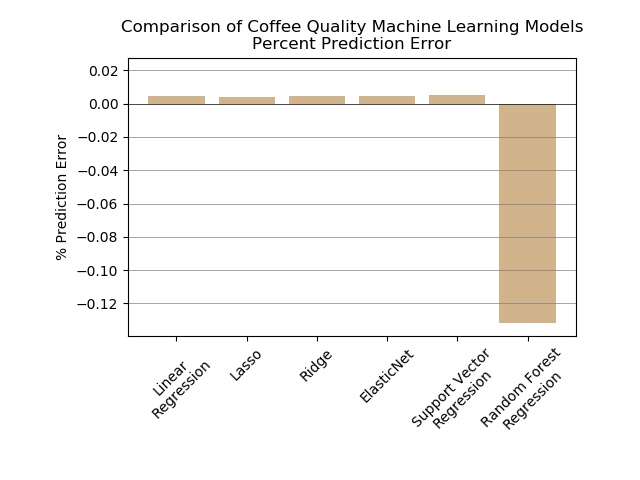 Comparison of Coffee Quality Machine Learning Models
Percent Prediction Error
% Prediction Error
0.02
0.00
−0.02
−0.04
−0.06
−0.08
−0.10
−0.12
Linear
Regression
Lasso
Ridge
ElasticNet
Support Vector
Regression
Random Forest
Regression